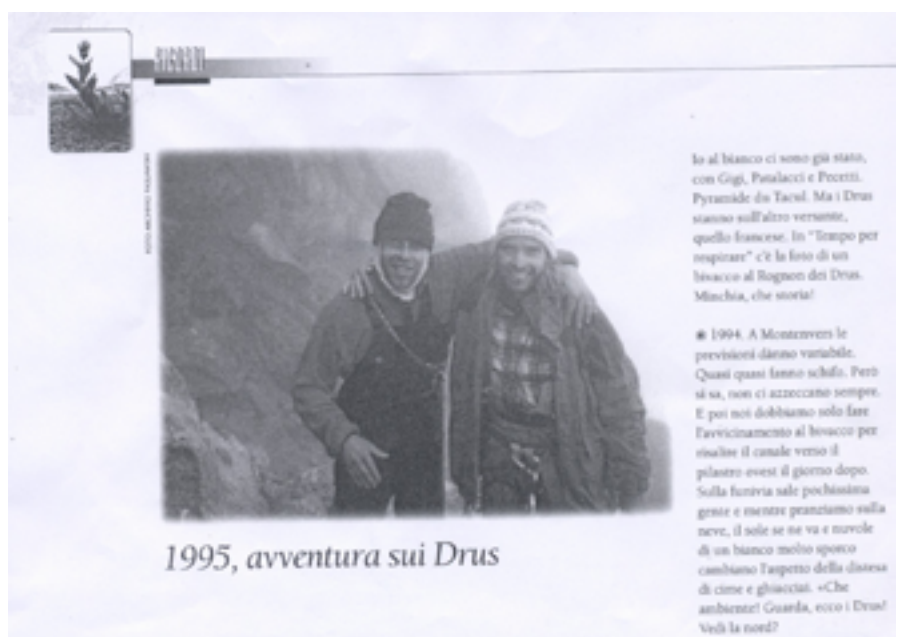 RICORDI
1995, avventura sui Drus
Io al bianco ci sono già stato,
con Gigi, Patalacci e Pecetti.
Pyramide du Tacul. Ma i Drus
stanno sull'altro versante,
quello francese. In "Tempo per
respirare" c'è la foto di un
bivacco al Rognon dei Drus.
Minchia, che storia!
1994. A Montenvers le
previsioni dànno variabile.
Quasi quasi fanno schifo. Però
si sa, non ci azzeccano sempre.
E poi noi dobbiamo solo fare
l'avvicinamento al bivacco per
risalire il canale verso il
pilastro ovest il giorno dopo.
Sulla funivia sale pochissima
gente e mentre pranziamo sulla
neve, il sole se ne va e nuvole
di un bianco molto sporco
cambiano l'aspetto della distesa
di cime e ghiacciai. «Che
ambiente! Guarda, ecco i Drus!
Vedi la nord?